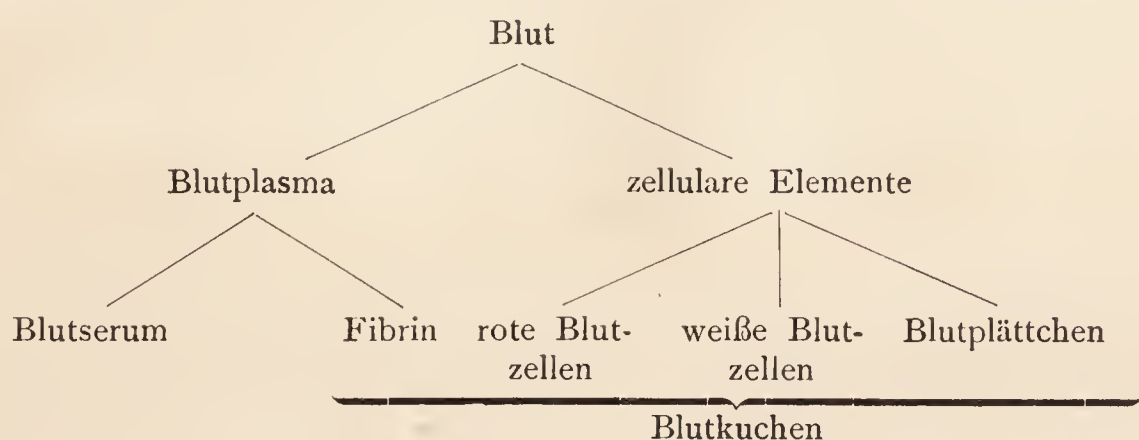 Blut
Blutplasma zellulare Elemente
Blutserum Fibrin rote Blut- weiße Blut- Blutplättchen
zellen zellen
Blutkuchen